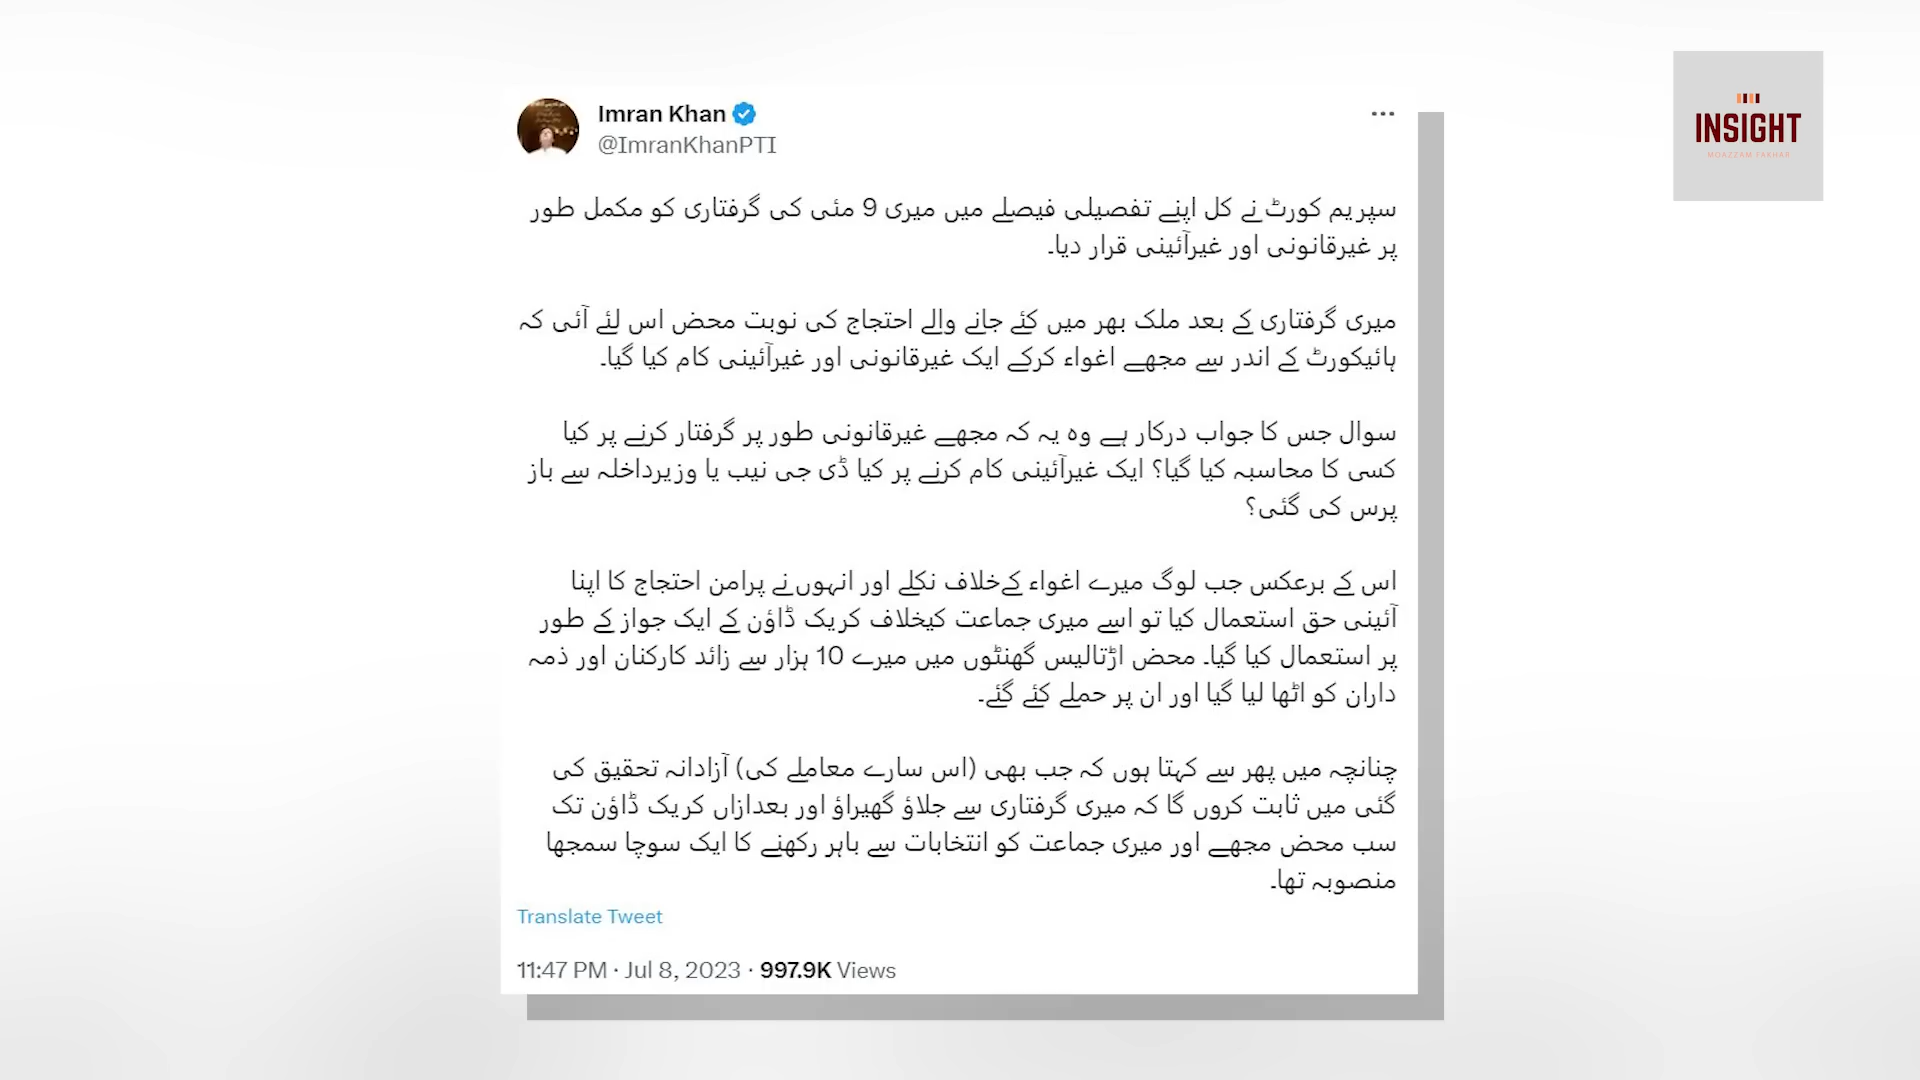 Imran Khan
@ImranKhanPTI
INSIGHT
MOAZZAM FAKHAR
سپریم کورٹ نے کل اپنے تفصیلی فیصلے میں میری 9 مئی کی گرفتاری کو مکمل طور
پر غیرقانونی اور غیرآئینی قرار دیا۔
میری گرفتاری کے بعد ملک بھر میں کئے جانے والے احتجاج کی نوبت محض اس لئے آئی کہ
ہائیکورٹ کے اندر سے مجھے اغواء کرکے ایک غیرقانونی اور غیرآئینی کام کیا گیا۔
سوال جس کا جواب درکار ہے وہ یہ کہ مجھے غیرقانونی طور پر گرفتار کرنے پر کیا
کسی کا محاسبہ کیا گیا؟ ایک غیرآئینی کام کرنے پر کیا ڈی جی نیب یا وزیرداخلہ سے باز
پرس کی گئی؟
اس کے برعکس جب لوگ میرے اغواء کےخلاف نکلے اور انہوں نے پرامن احتجاج کا اپنا
آئینی حق استعمال کیا تو اسے میری جماعت کیخلاف کریک ڈاؤن کے ایک جواز کے طور
پر استعمال کیا گیا۔ محض اڑتالیس گھنٹوں میں میرے 10 ہزار سے زائد کارکنان اور ذمہ
داران کو اٹھا لیا گیا اور ان پر حملے کئے گئے۔
چنانچہ میں پھر سے کہتا ہوں کہ جب بھی (اس سارے معاملے کی) آزادانہ تحقیق کی
گئی میں ثابت کروں گا کہ میری گرفتاری سے جلاؤ گھیراؤ اور بعدازاں کریک ڈاؤن تک
سب محض مجھے اور میری جماعت کو انتخابات سے باہر رکھنے کا ایک سوچا سمجھا
منصوبہ تھا۔
Translate Tweet
11:47 PM · Jul 8, 2023 · 997.9K Views